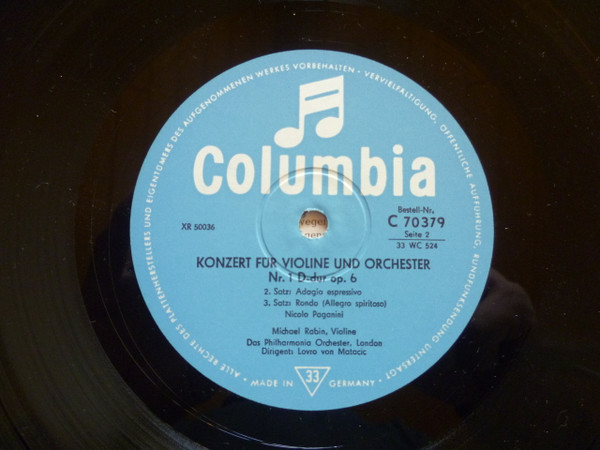 ALLE RECHTE DES PLATTENHERSTELLERS UND EIGENTÜMERS DES AUFGENOMMENEN WERKES VORBEHALTEN • VERVIELFÄLTIGUNG, ÖFFENTLICHE AUFFÜHRUNG, RUNDFUNKSENDUNG UNTERSAGT •
Columbia
XR 50036
Bestell-Nr.
C 70379
Seite 2
33 WC 524
KONZERT FÜR VIOLINE UND ORCHESTER
Nr. 1 D-dur op. 6
2. Satz: Adagio espressivo
3. Satz: Rondo (Allegro spiritoso)
Nicolo Paganini
Michael Rabin, Violine
Das Philharmonia Orchester, London
Dirigent: Lovro von Matacic
MADE IN 33 GERMANY